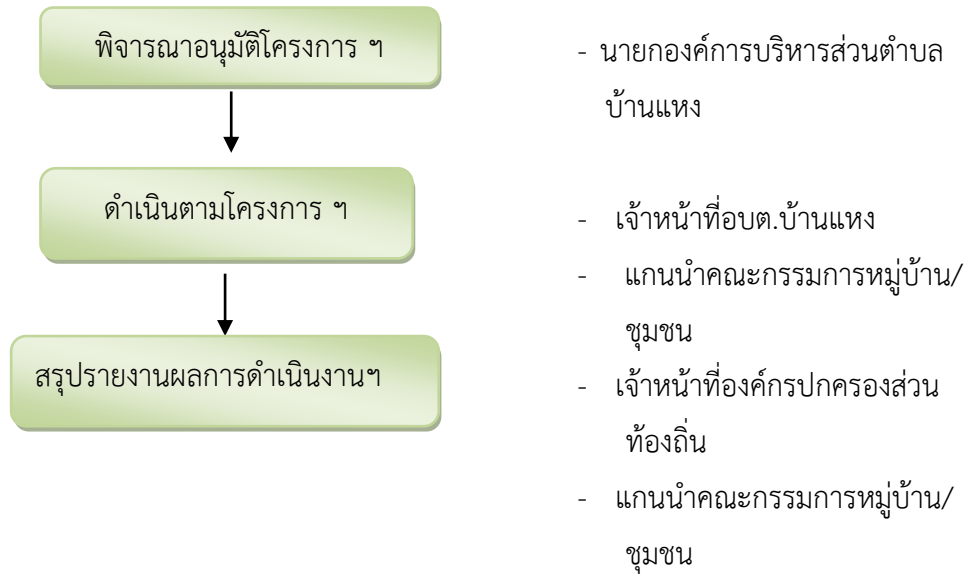 พิจารณาอนุมัติโครงการ ฯ
- นายกองค์การบริหารส่วนตำบล
บ้านแหง
ดำเนินตามโครงการ ฯ
- เจ้าหน้าที่อบต.บ้านแหง
- แกนนำคณะกรรมการหมู่บ้าน/
ชุมชน
สรุปรายงานผลการดำเนินงานฯ
- เจ้าหน้าที่องค์กรปกครองส่วน
ท้องถิ่น
- แกนนำคณะกรรมการหมู่บ้าน/
ชุมชน